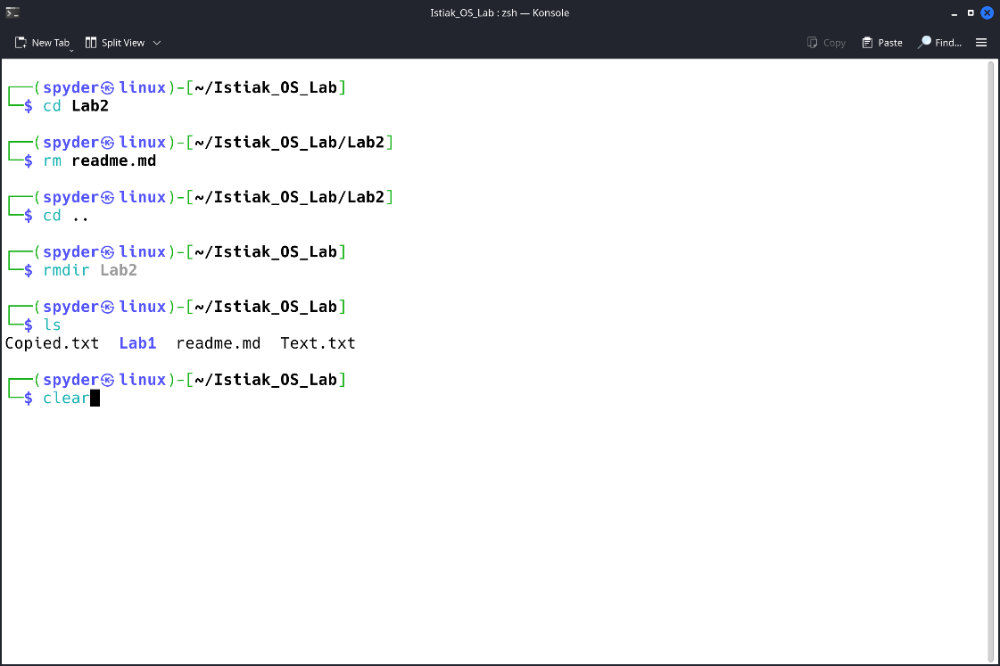 Istiak_OS_Lab : zsh — Konsole
New Tab Split View Copy Paste Find...
(spyder㉿linux)-[~/Istiak_OS_Lab]
$ cd Lab2
(spyder㉿linux)-[~/Istiak_OS_Lab/Lab2]
$ rm readme.md
(spyder㉿linux)-[~/Istiak_OS_Lab/Lab2]
$ cd ..
(spyder㉿linux)-[~/Istiak_OS_Lab]
$ rmdir Lab2
(spyder㉿linux)-[~/Istiak_OS_Lab]
$ ls
Copied.txt Lab1 readme.md Text.txt
(spyder㉿linux)-[~/Istiak_OS_Lab]
$ clear